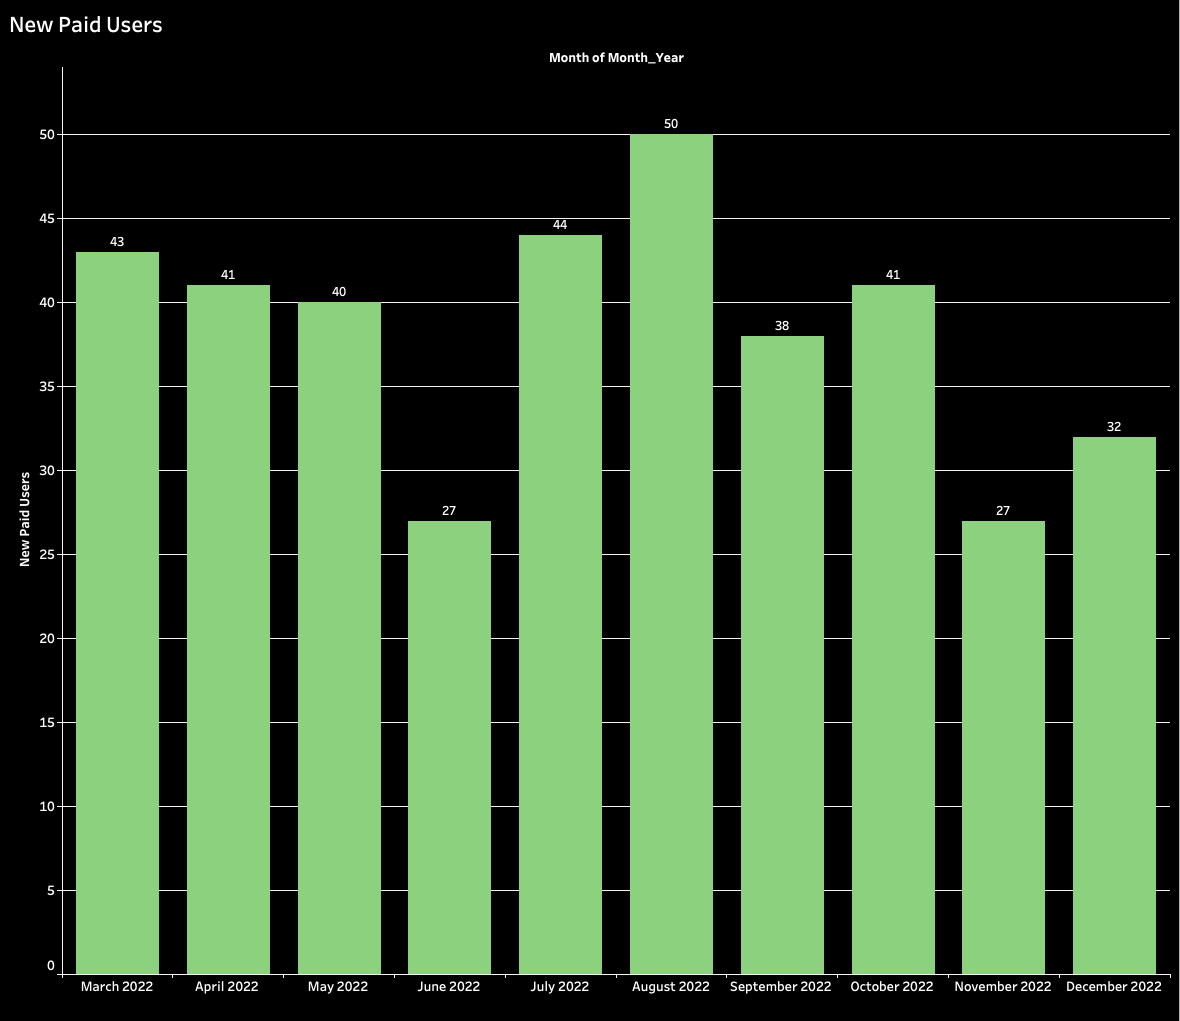 New Paid Users
Month of Month_Year
50
45
40
35
30
25
20
15
10
5
0
New Paid Users
43
41
40
27
44
50
38
41
27
32
March 2022
April 2022
May 2022
June 2022
July 2022
August 2022
September 2022
October 2022
November 2022
December 2022